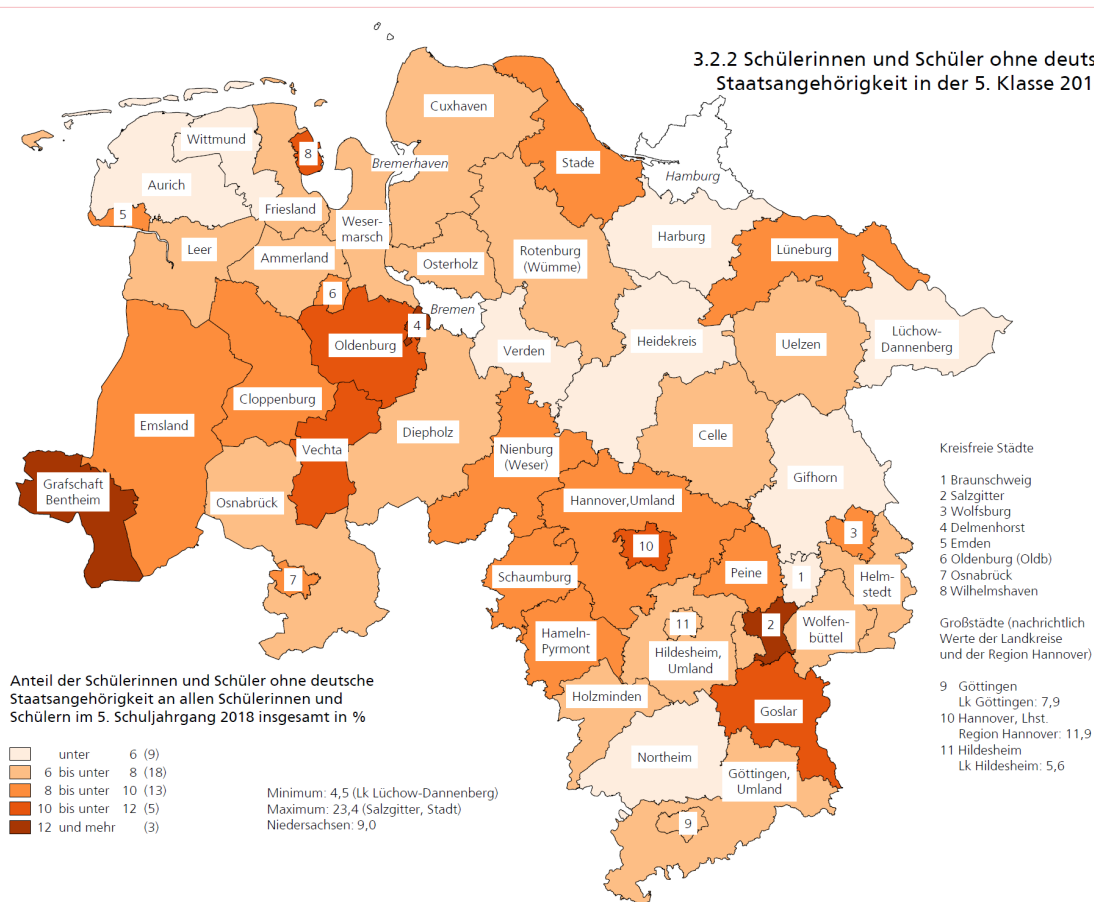 3.2.2 Schülerinnen und Schüler ohne deuts
Staatsangehörigkeit in der 5. Klasse 201
Cuxhaven
Wittmund
8
Bremerhaven
Stade
Hamburg
Aurich
5
Friesland
Weser-
marsch
Harburg
Leer
Ammerland
Osterholz
Rotenburg
(Wümme)
Lüneburg
6
Bremen
4
Oldenburg
Verden
Heidekreis
Uelzen
Lüchow-
Dannenberg
Cloppenburg
Emsland
Diepholz
Celle
Vechta
Nienburg
(Weser)
Grafschaft
Bentheim
Osnabrück
Hannover,Umland
Gifhorn
3
10
7
Schaumburg
Peine
1
Helm-
stedt
2
Wolfen-
büttel
11
Hameln-
Pyrmont
Hildesheim,
Umland
Holzminden
Goslar
Northeim
Göttingen,
Umland
9
Kreisfreie Städte
1 Braunschweig
2 Salzgitter
3 Wolfsburg
4 Delmenhorst
5 Emden
6 Oldenburg (Oldb)
7 Osnabrück
8 Wilhelmshaven
Großstädte (nachrichtlich
Werte der Landkreise
und der Region Hannover)
9 Göttingen
Lk Göttingen: 7,9
10 Hannover, Lhst.
Region Hannover: 11,9
11 Hildesheim
Lk Hildesheim: 5,6
Anteil der Schülerinnen und Schüler ohne deutsche
Staatsangehörigkeit an allen Schülerinnen und
Schülern im 5. Schuljahrgang 2018 insgesamt in %
unter 6 (9)
6 bis unter 8 (18)
8 bis unter 10 (13)
10 bis unter 12 (5)
12 und mehr (3)
Minimum: 4,5 (Lk Lüchow-Dannenberg)
Maximum: 23,4 (Salzgitter, Stadt)
Niedersachsen: 9,0